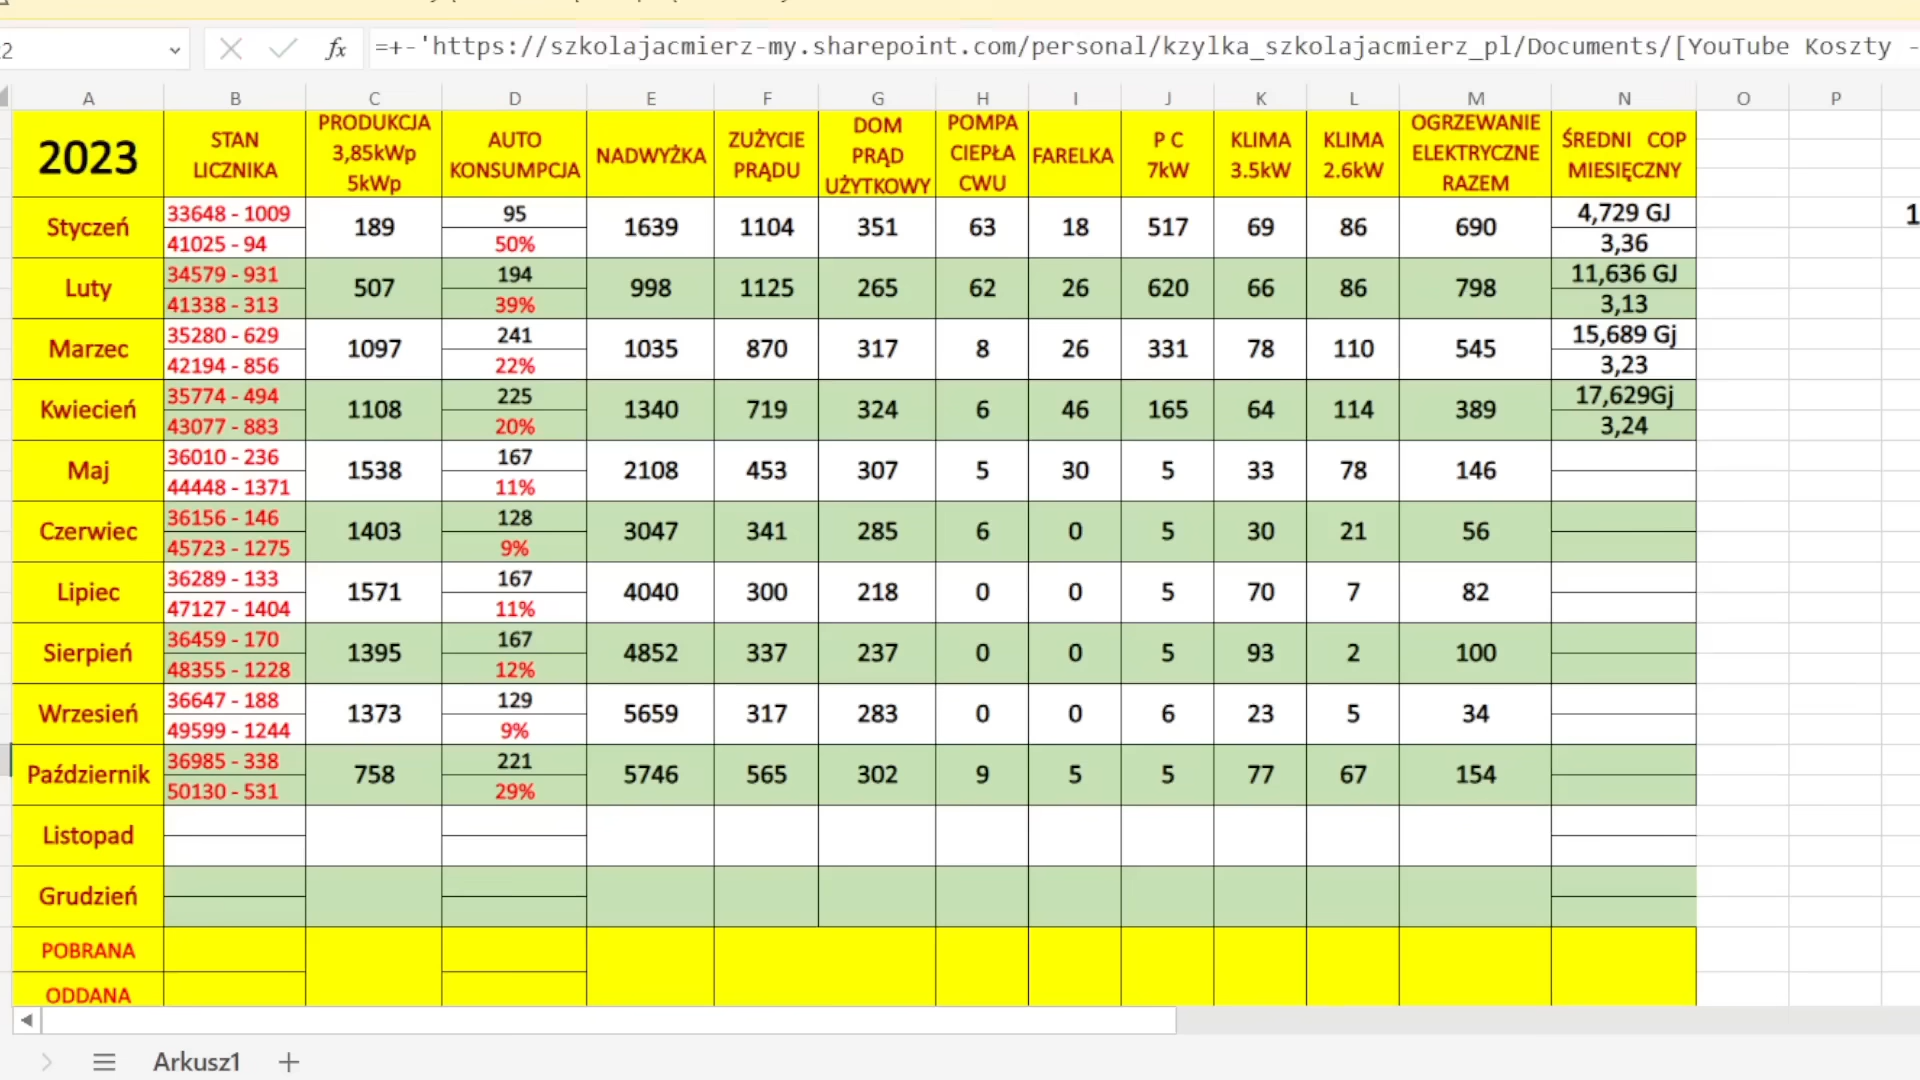 2
fx
=+-'https://szkolajacmierz-my.sharepoint.com/personal/kzylka_szkolajacmierz_pl/Documents/[YouTube Koszty -
A B C D E F G H I J K L M N O P
2023
STAN
LICZNIKA
PRODUKCJA
3,85kWp
5kWp
AUTO
KONSUMPCJA
NADWYŻKA
ZUŻYCIE
PRĄDU
DOM
PRĄD
UŻYTKOWY
POMPA
CIEPŁA
CWU
FARELKA
P C
7kW
KLIMA
3.5kW
KLIMA
2.6kW
OGRZEWANIE
ELEKTRYCZNE
RAZEM
ŚREDNI COP
MIESIĘCZNY
Styczeń
33648 - 1009
41025 - 94
189
95
50%
1639 1104 351 63 18 517 69 86 690
4,729 GJ
3,36
1
Luty
34579 - 931
41338 - 313
507
194
39%
998 1125 265 62 26 620 66 86 798
11,636 GJ
3,13
Marzec
35280 - 629
42194 - 856
1097
241
22%
1035 870 317 8 26 331 78 110 545
15,689 Gj
3,23
Kwiecień
35774 - 494
43077 - 883
1108
225
20%
1340 719 324 6 46 165 64 114 389
17,629Gj
3,24
Maj
36010 - 236
44448 - 1371
1538
167
11%
2108 453 307 5 30 5 33 78 146
Czerwiec
36156 - 146
45723 - 1275
1403
128
9%
3047 341 285 6 0 5 30 21 56
Lipiec
36289 - 133
47127 - 1404
1571
167
11%
4040 300 218 0 0 5 70 7 82
Sierpień
36459 - 170
48355 - 1228
1395
167
12%
4852 337 237 0 0 5 93 2 100
Wrzesień
36647 - 188
49599 - 1244
1373
129
9%
5659 317 283 0 0 6 23 5 34
Październik
36985 - 338
50130 - 531
758
221
29%
5746 565 302 9 5 5 77 67 154
Listopad
Grudzień
POBRANA
ODDANA
Arkusz1